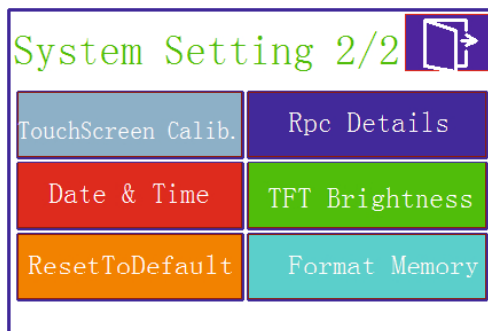 System Setting 2/2
TouchScreen Calib.
Rpc Details
Date & Time
TFT Brightness
ResetToDefault
Format Memory